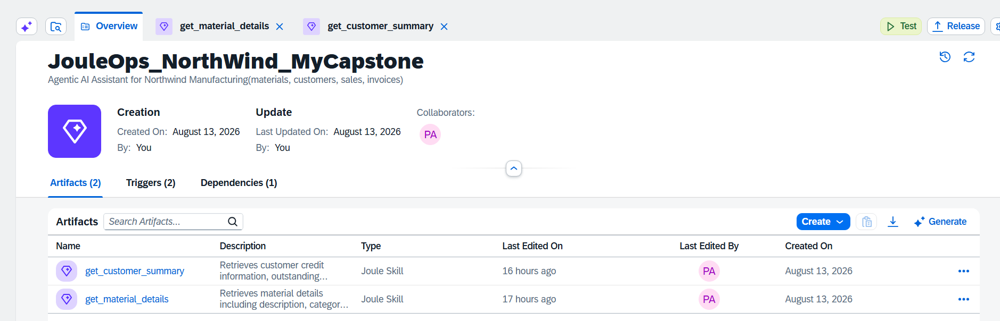 Overview get_material_details get_customer_summary Test Release
JouleOps_NorthWind_MyCapstone
Agentic AI Assistant for Northwind Manufacturing(materials, customers, sales, invoices)
Creation Update Collaborators:
Created On: August 13, 2026 Last Updated On: August 13, 2026 PA
By: You By: You
Artifacts (2) Triggers (2) Dependencies (1)
Artifacts Search Artifacts... Create Generate
Name Description Type Last Edited On Last Edited By Created On
get_customer_summary Retrieves customer credit Joule Skill 16 hours ago PA August 13, 2026
information, outstanding...
get_material_details Retrieves material details Joule Skill 17 hours ago PA August 13, 2026
including description, categor...